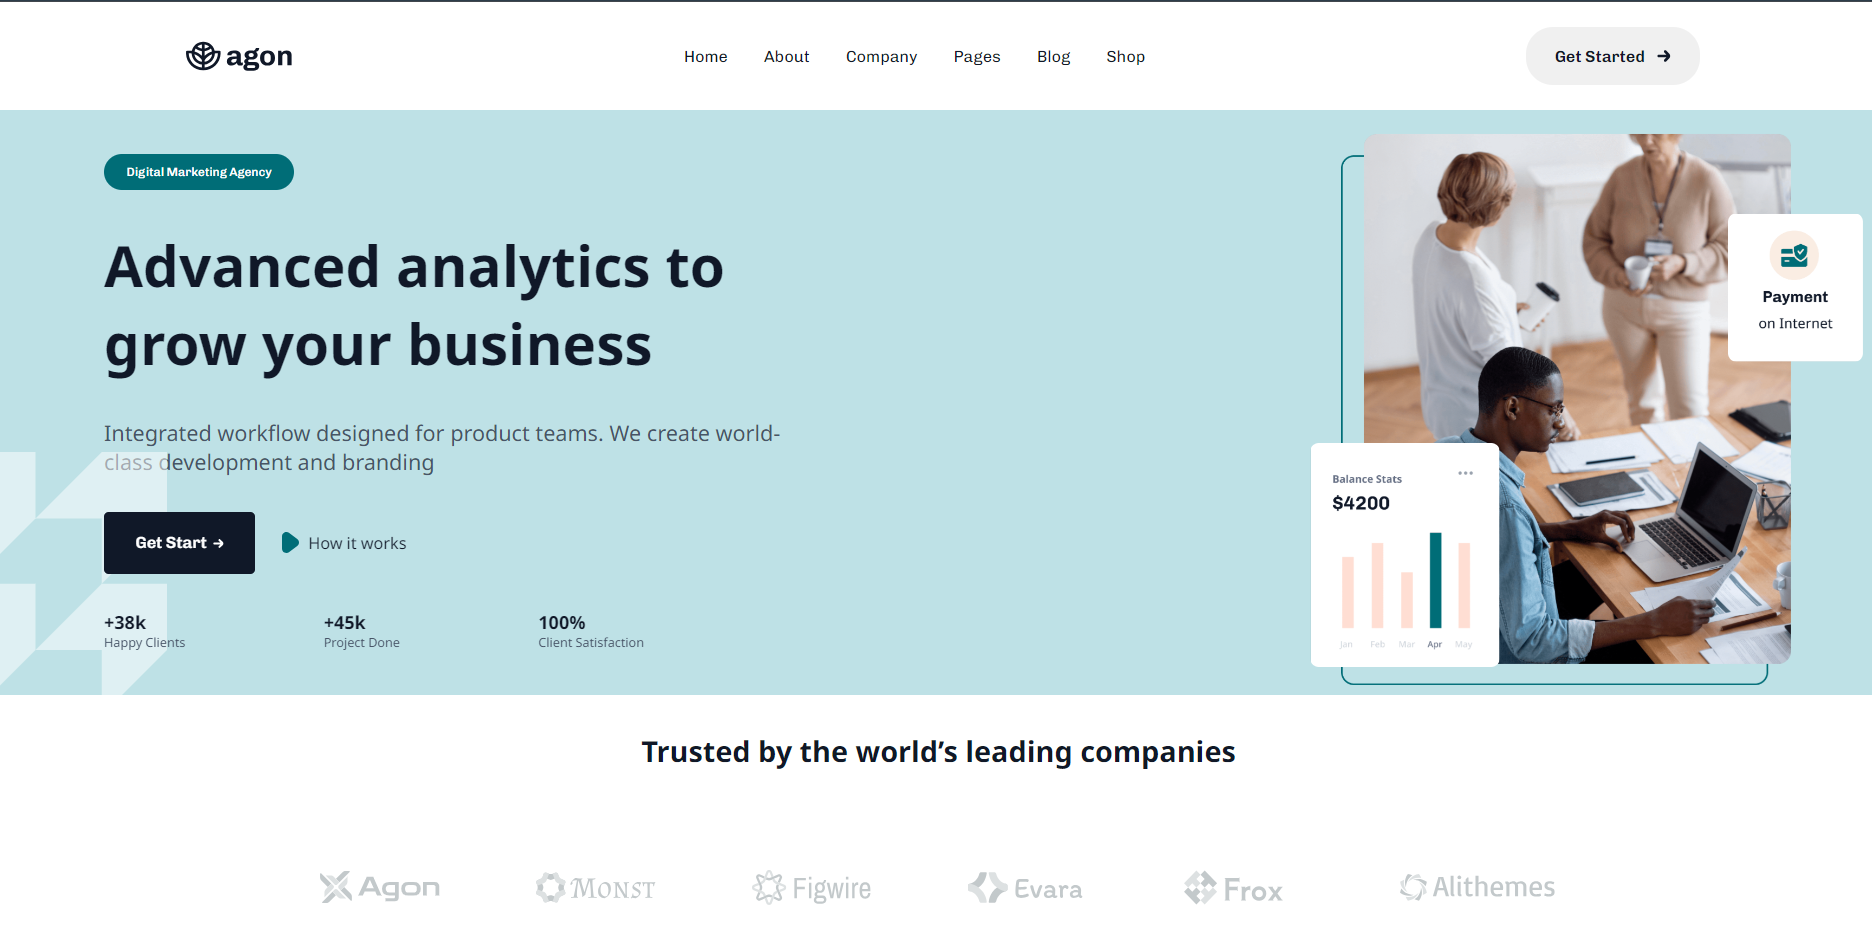 agon
Home About Company Pages Blog Shop
Get Started →
Digital Marketing Agency
Advanced analytics to
grow your business
Integrated workflow designed for product teams. We create world-
class development and branding
Get Start →
How it works
+38k
Happy Clients
+45k
Project Done
100%
Client Satisfaction
Payment
on Internet
Balance Stats
$4200
Jan Feb Mar Apr May
Trusted by the world’s leading companies
Agon
Monst
Figwire
Evara
Frox
Alithemes